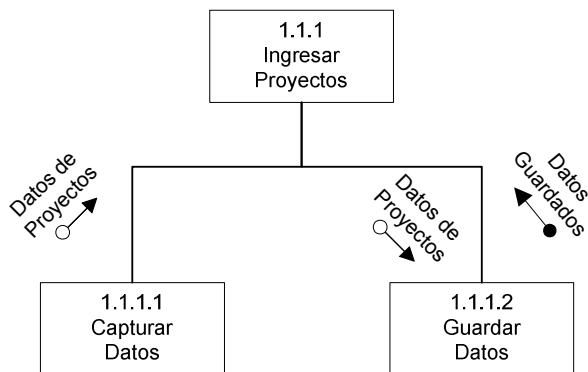 1.1.1
Ingresar
Proyectos
Datos de
Proyectos
Datos de
Proyectos
Datos
Guardados
1.1.1.1
Capturar
Datos
1.1.1.2
Guardar
Datos